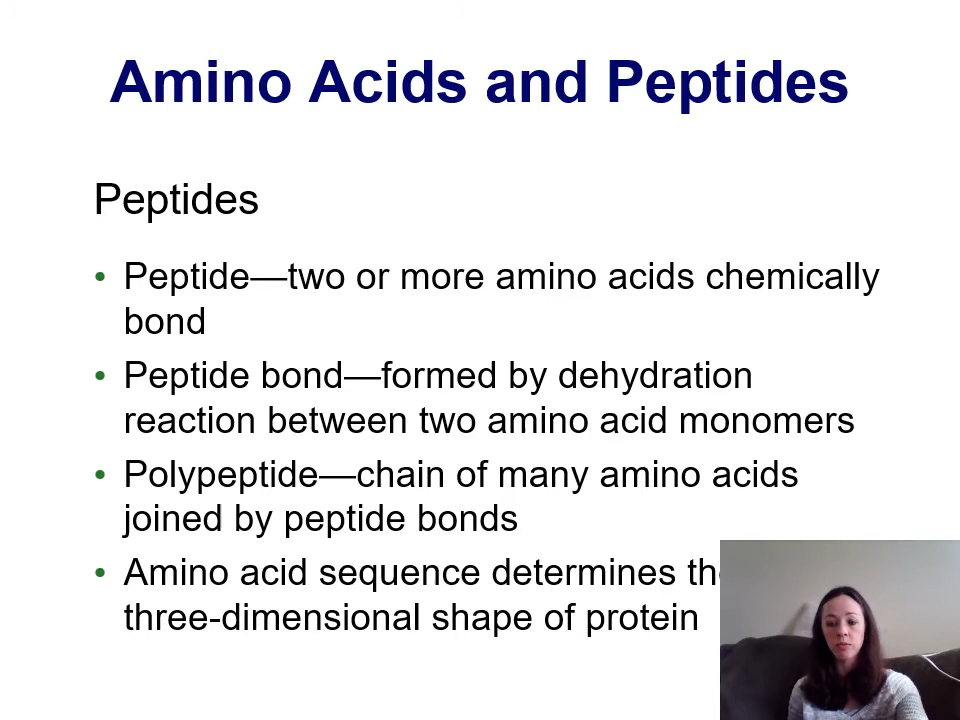 Amino Acids and Peptides
Peptides
• Peptide—two or more amino acids chemically
bond
• Peptide bond—formed by dehydration
reaction between two amino acid monomers
• Polypeptide—chain of many amino acids
joined by peptide bonds
• Amino acid sequence determines the
three-dimensional shape of protein